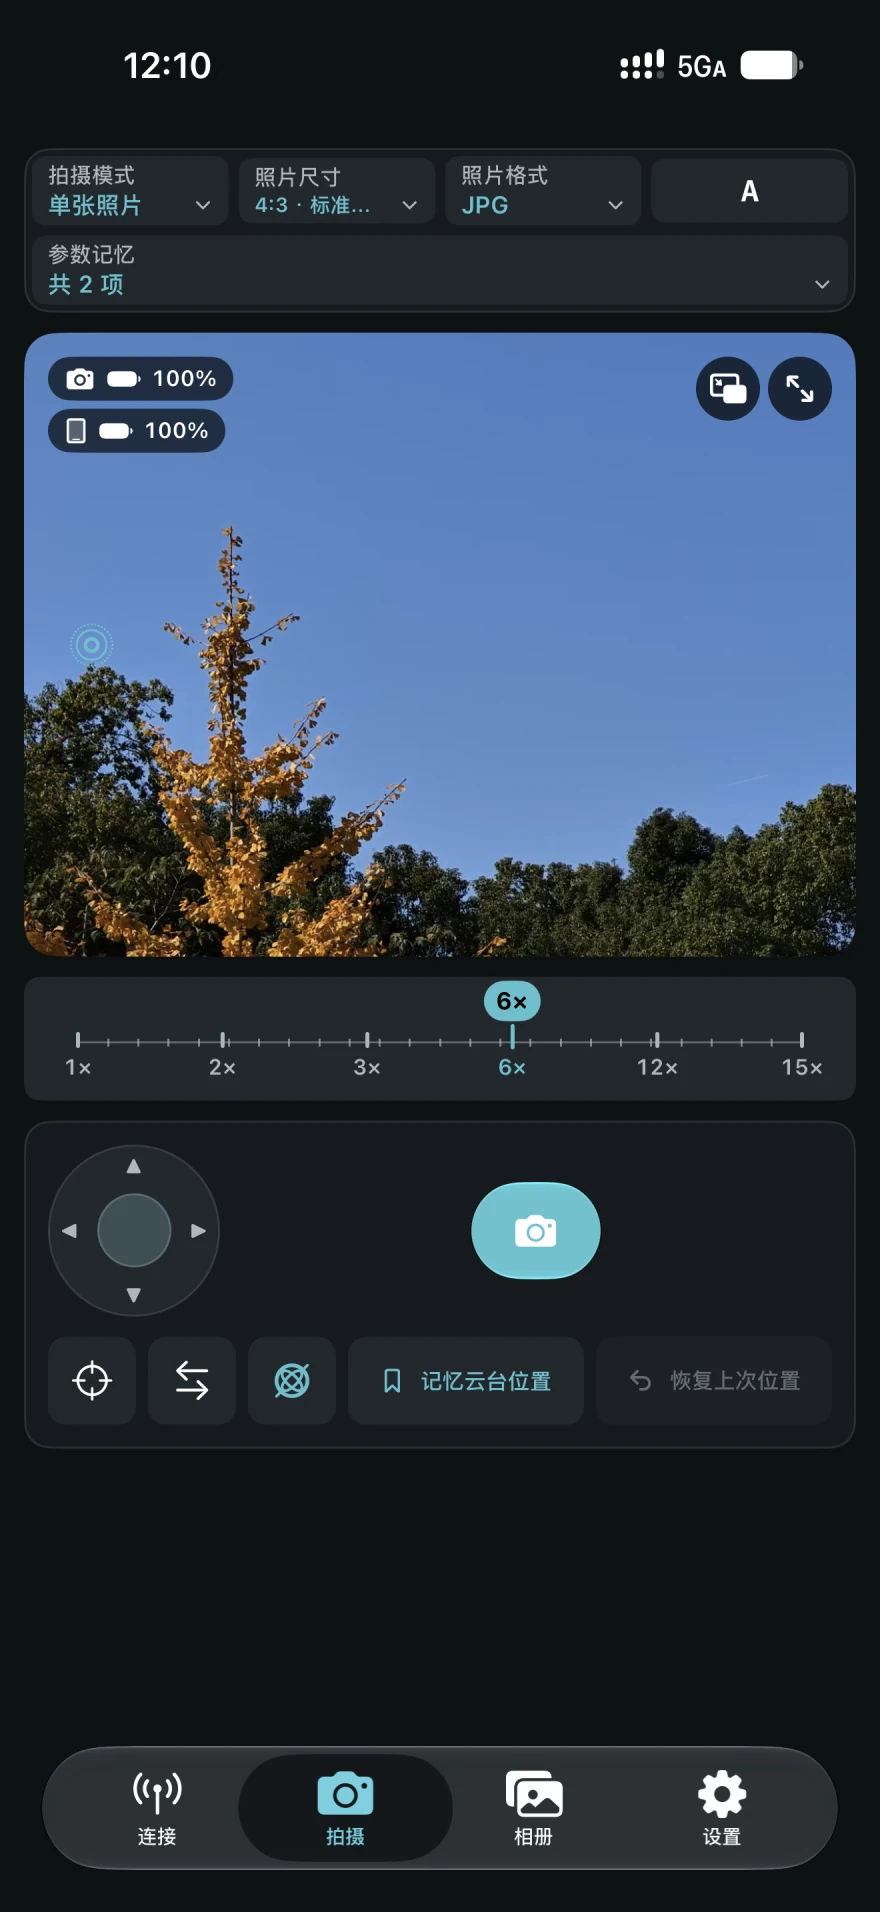 12:10
5GA
拍摄模式
单张照片
照片尺寸
4:3 · 标准...
照片格式
JPG
A
参数记忆
共 2 项
100%
100%
6×
1×
2×
3×
6×
12×
15×
记忆云台位置
恢复上次位置
连接
拍摄
相册
设置